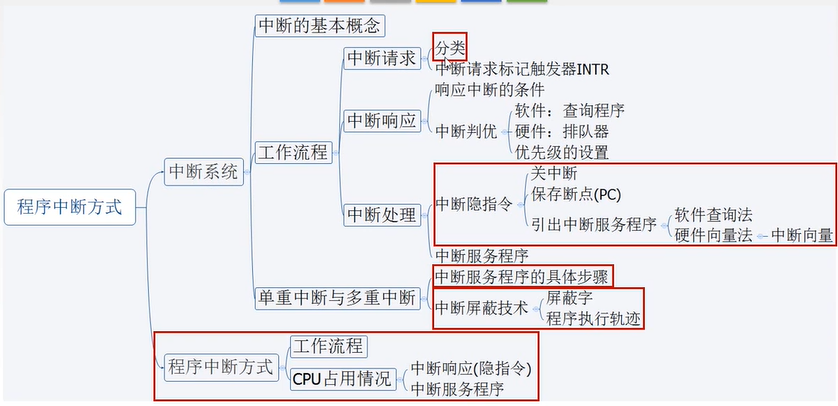 程序中断方式
中断系统
中断的基本概念
工作流程
中断请求
分类
中断请求标记触发器INTR
中断响应
响应中断的条件
中断判优
软件：查询程序
硬件：排队器
优先级的设置
中断处理
中断隐指令
关中断
保存断点(PC)
引出中断服务程序
软件查询法
硬件向量法
中断向量
中断服务程序
单重中断与多重中断
中断服务程序的具体步骤
中断屏蔽技术
屏蔽字
程序执行轨迹
程序中断方式
工作流程
CPU占用情况
中断响应(隐指令)
中断服务程序